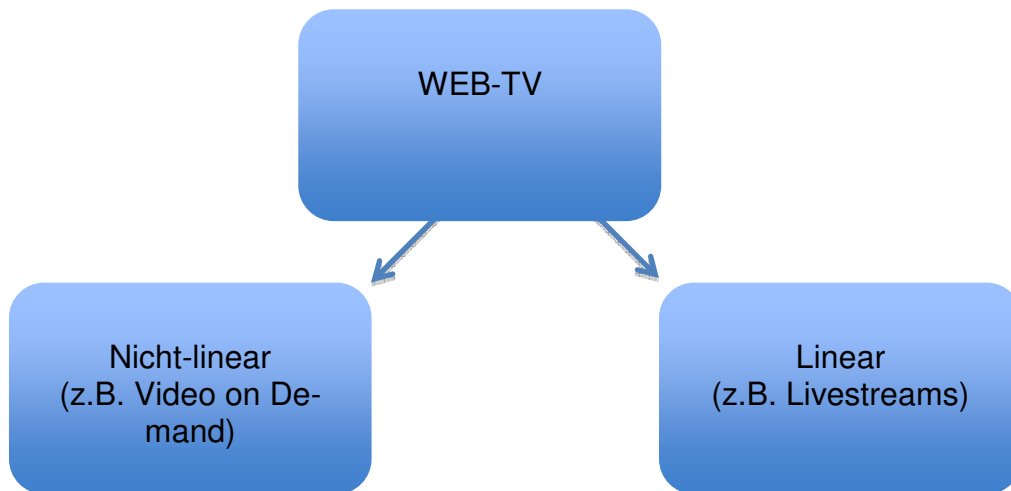 WEB-TV
Nicht-linear
(z.B. Video on De-
mand)
Linear
(z.B. Livestreams)